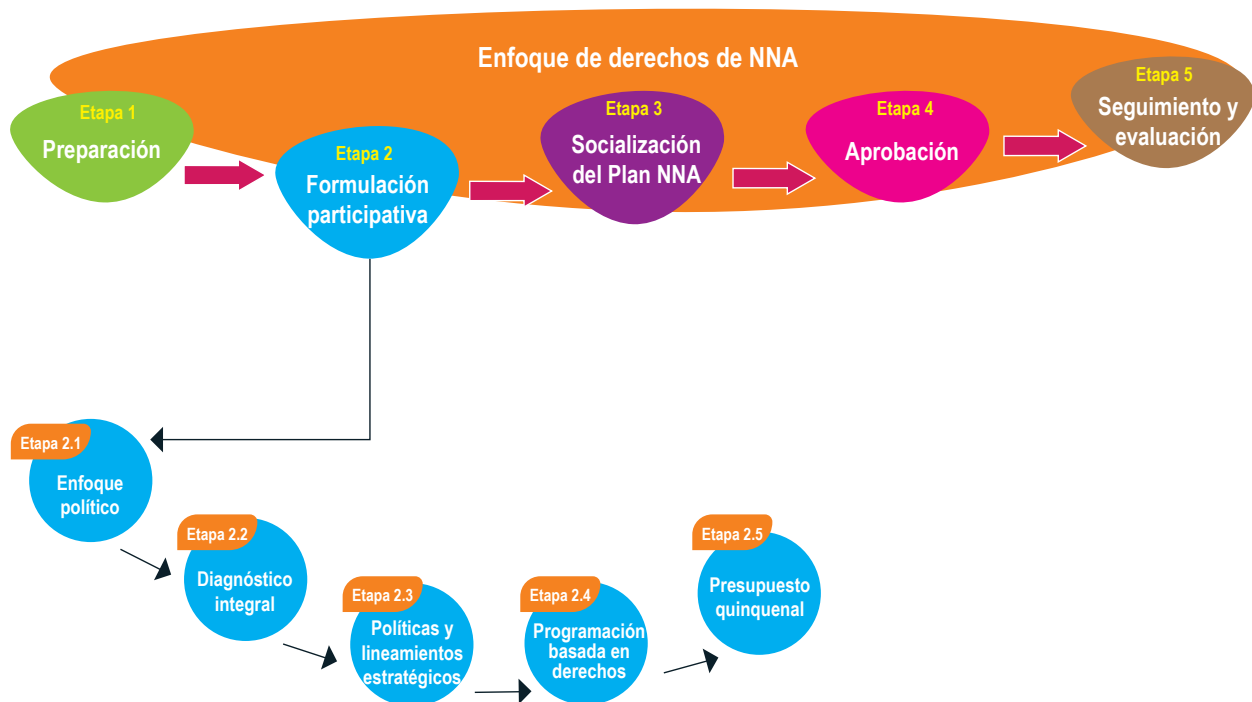 Enfoque de derechos de NNA
Etapa 1
Preparación
Etapa 2
Formulación
participativa
Etapa 3
Socialización
del Plan NNA
Etapa 4
Aprobación
Etapa 5
Seguimiento y
evaluación
Etapa 2.1
Enfoque
político
Etapa 2.2
Diagnóstico
integral
Etapa 2.3
Políticas y
lineamientos
estratégicos
Etapa 2.4
Programación
basada en
derechos
Etapa 2.5
Presupuesto
quinquenal